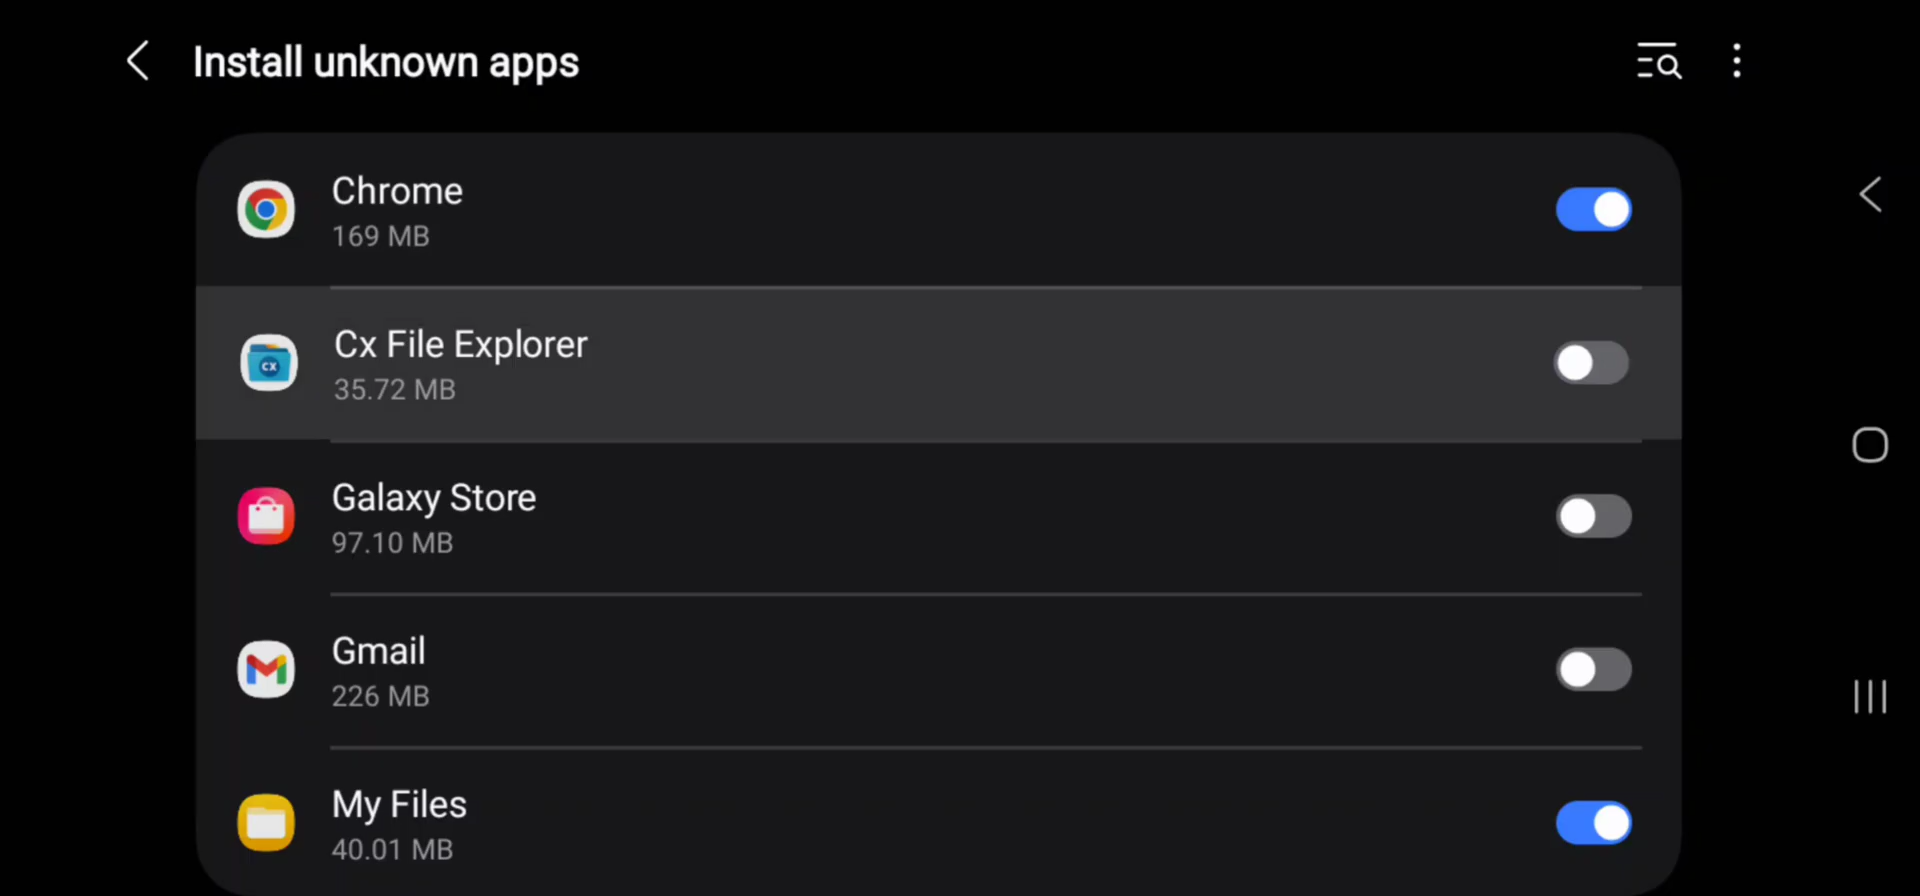 Install unknown apps
Chrome
169 MB
CX
Cx File Explorer
35.72 MB
Galaxy Store
97.10 MB
Gmail
226 MB
My Files
40.01 MB